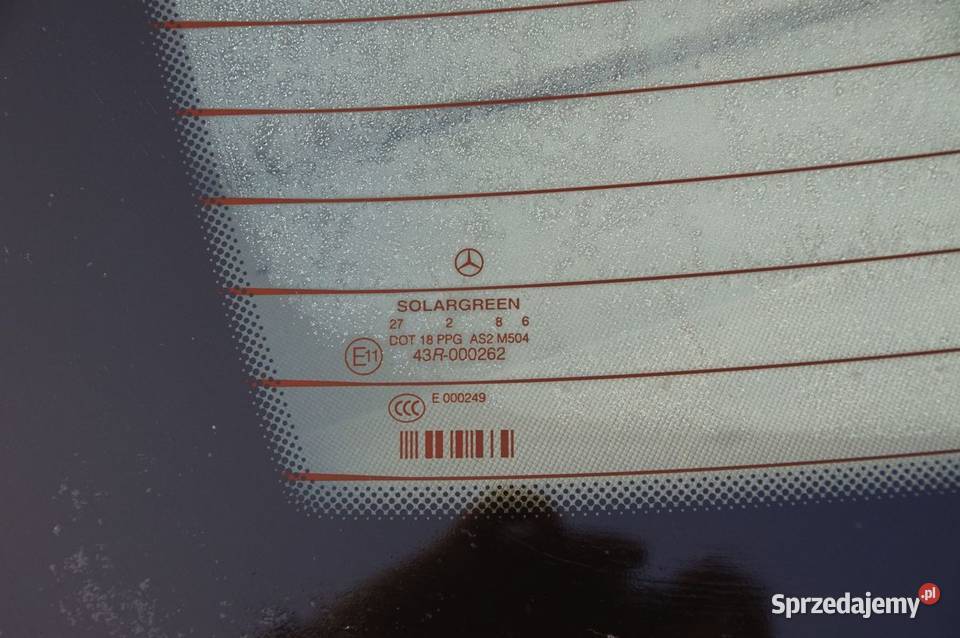 SOLARGREEN
27 2 8 6
DOT 18 PPG AS2 M504
E11 43R-000262
CCC E 000249
Sprzedajemy.pl